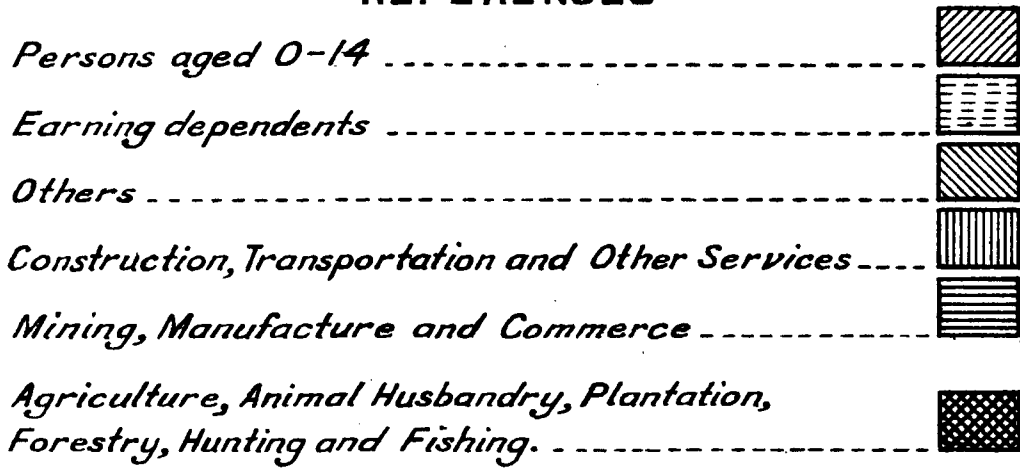 REFERENCES
Persons aged 0-14
Earning dependents
Others
Construction, Transportation and Other Services
Mining, Manufacture and Commerce
Agriculture, Animal Husbandry, Plantation,
Forestry, Hunting and Fishing.